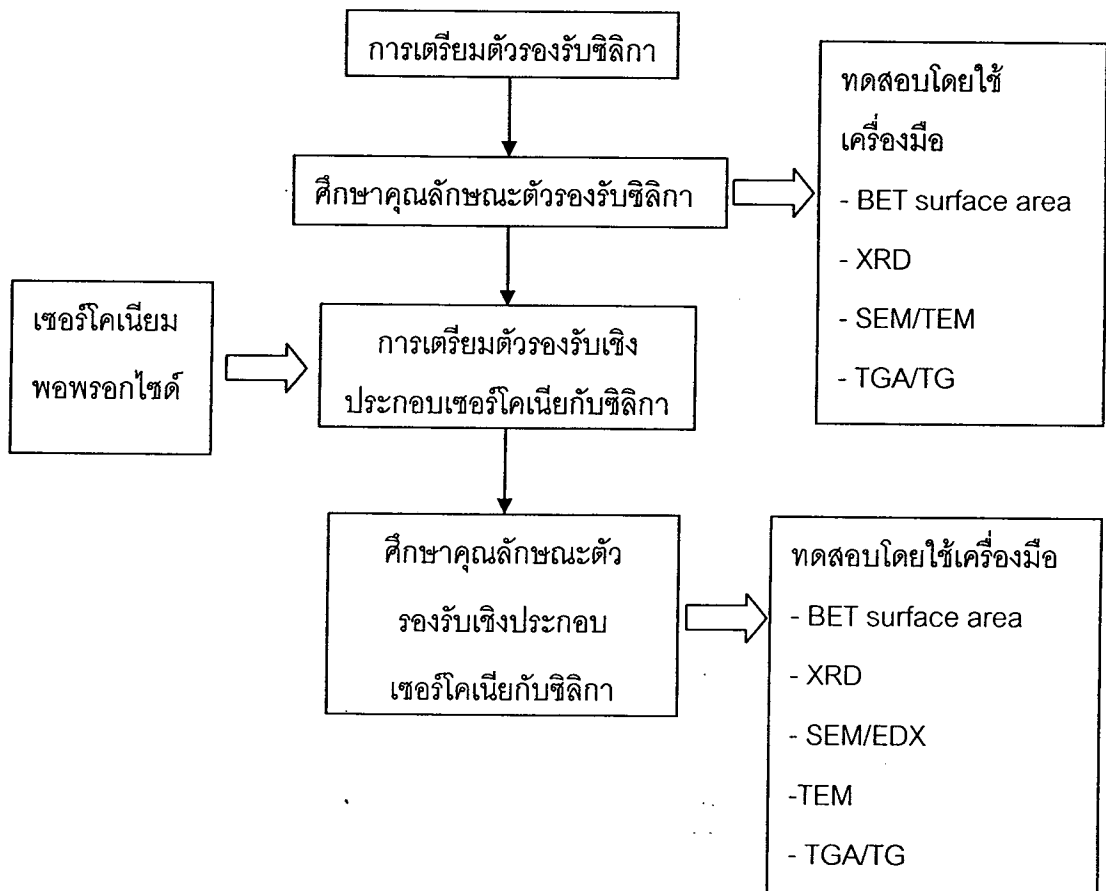 การเตรียมตัวรองรับซิลิกา
ศึกษาคุณลักษณะตัวรองรับซิลิกา
ทดสอบโดยใช้
เครื่องมือ
- BET surface area
- XRD
- SEM/TEM
- TGA/TG
เซอร์โคเนียม
พอพรอกไซด์
การเตรียมตัวรองรับเชิง
ประกอบเซอร์โคเนียกับซิลิกา
ศึกษาคุณลักษณะตัว
รองรับเชิงประกอบ
เซอร์โคเนียกับซิลิกา
ทดสอบโดยใช้เครื่องมือ
- BET surface area
- XRD
- SEM/EDX
-TEM
- TGA/TG